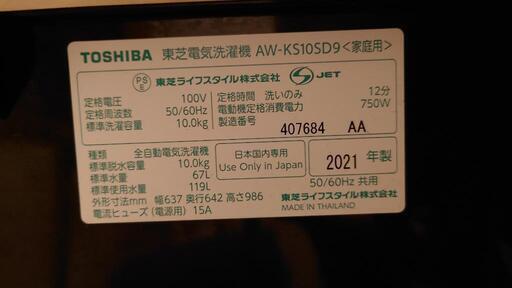 TOSHIBA 東芝電気洗濯機 AW-KS10SD9<家庭用>
PS E 東芝ライフスタイル株式会社 S JET
定格電圧 100V 定格時間 洗いのみ 12分
定格周波数 50/60Hz 電動機定格消費電力 750W
標準洗濯容量 10.0kg 製造番号
407684 AA
種類 全自動電気洗濯機
標準脱水容量 10.0kg
標準水量 67L
標準使用水量 119L
外形寸法mm 幅637 奥行642 高さ986
電流ヒューズ (電源用) 15A
日本国内専用
Use Only in Japan
2021 年製
50/60Hz 共用
東芝ライフスタイル株式会社
MADE IN THAILAND